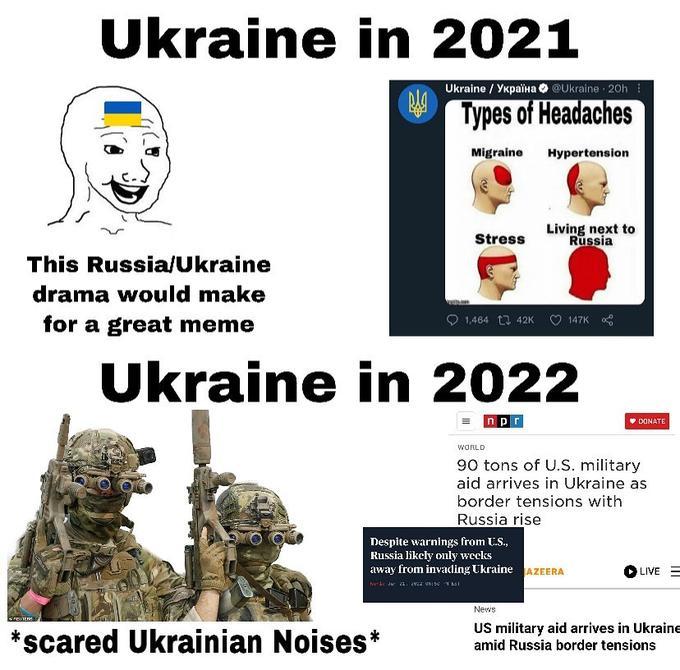 Ukraine in 2021
Ukraine / Україна @Ukraine · 20h
Types of Headaches
Migraine
Hypertension
Stress
Living next to
Russia
1,464
42K
147K
This Russia/Ukraine
drama would make
for a great meme
Ukraine in 2022
npr
DONATE
WORLD
90 tons of U.S. military
aid arrives in Ukraine as
border tensions with
Russia rise
Despite warnings from U.S.,
Russia likely only weeks
away from invading Ukraine
JAZEERA
LIVE
News
US military aid arrives in Ukraine
amid Russia border tensions
*scared Ukrainian Noises*